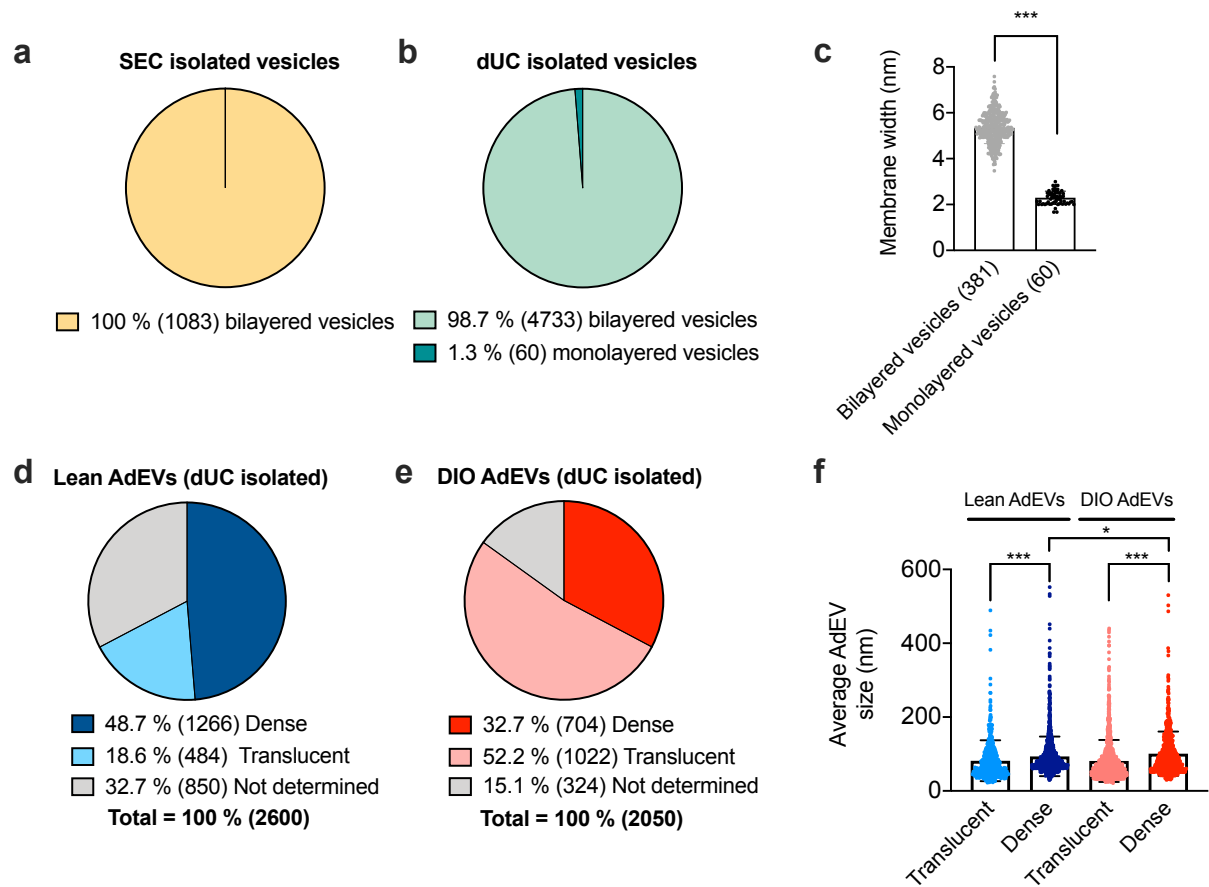 a
SEC isolated vesicles
100 % (1083) bilayered vesicles
b
dUC isolated vesicles
98.7 % (4733) bilayered vesicles
1.3 % (60) monolayered vesicles
c
***
Membrane width (nm)
8
6
4
2
0
Bilayered vesicles (381)
Monolayered vesicles (60)
d
Lean AdEVs (dUC isolated)
48.7 % (1266) Dense
18.6 % (484) Translucent
32.7 % (850) Not determined
Total = 100 % (2600)
e
DIO AdEVs (dUC isolated)
32.7 % (704) Dense
52.2 % (1022) Translucent
15.1 % (324) Not determined
Total = 100 % (2050)
f
Lean AdEVs DIO AdEVs
*
*** ***
Average AdEV
size (nm)
600
400
200
0
Translucent
Dense
Translucent
Dense